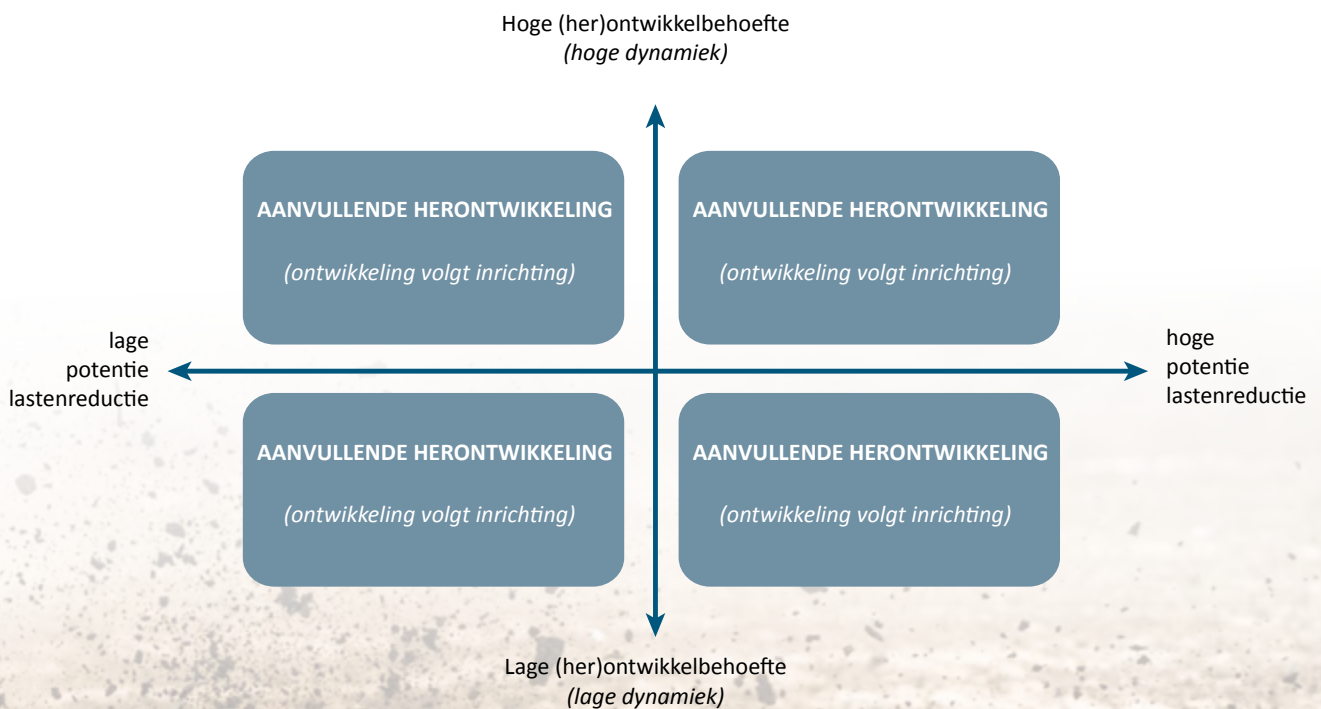 Hoge (her)ontwikkelbehoefte
(hoge dynamiek)
AANVULLENDE HERONTWIKKELING
(ontwikkeling volgt inrichting)
AANVULLENDE HERONTWIKKELING
(ontwikkeling volgt inrichting)
lage
potentie
lastenreductie
hoge
potentie
lastenreductie
AANVULLENDE HERONTWIKKELING
(ontwikkeling volgt inrichting)
AANVULLENDE HERONTWIKKELING
(ontwikkeling volgt inrichting)
Lage (her)ontwikkelbehoefte
(lage dynamiek)